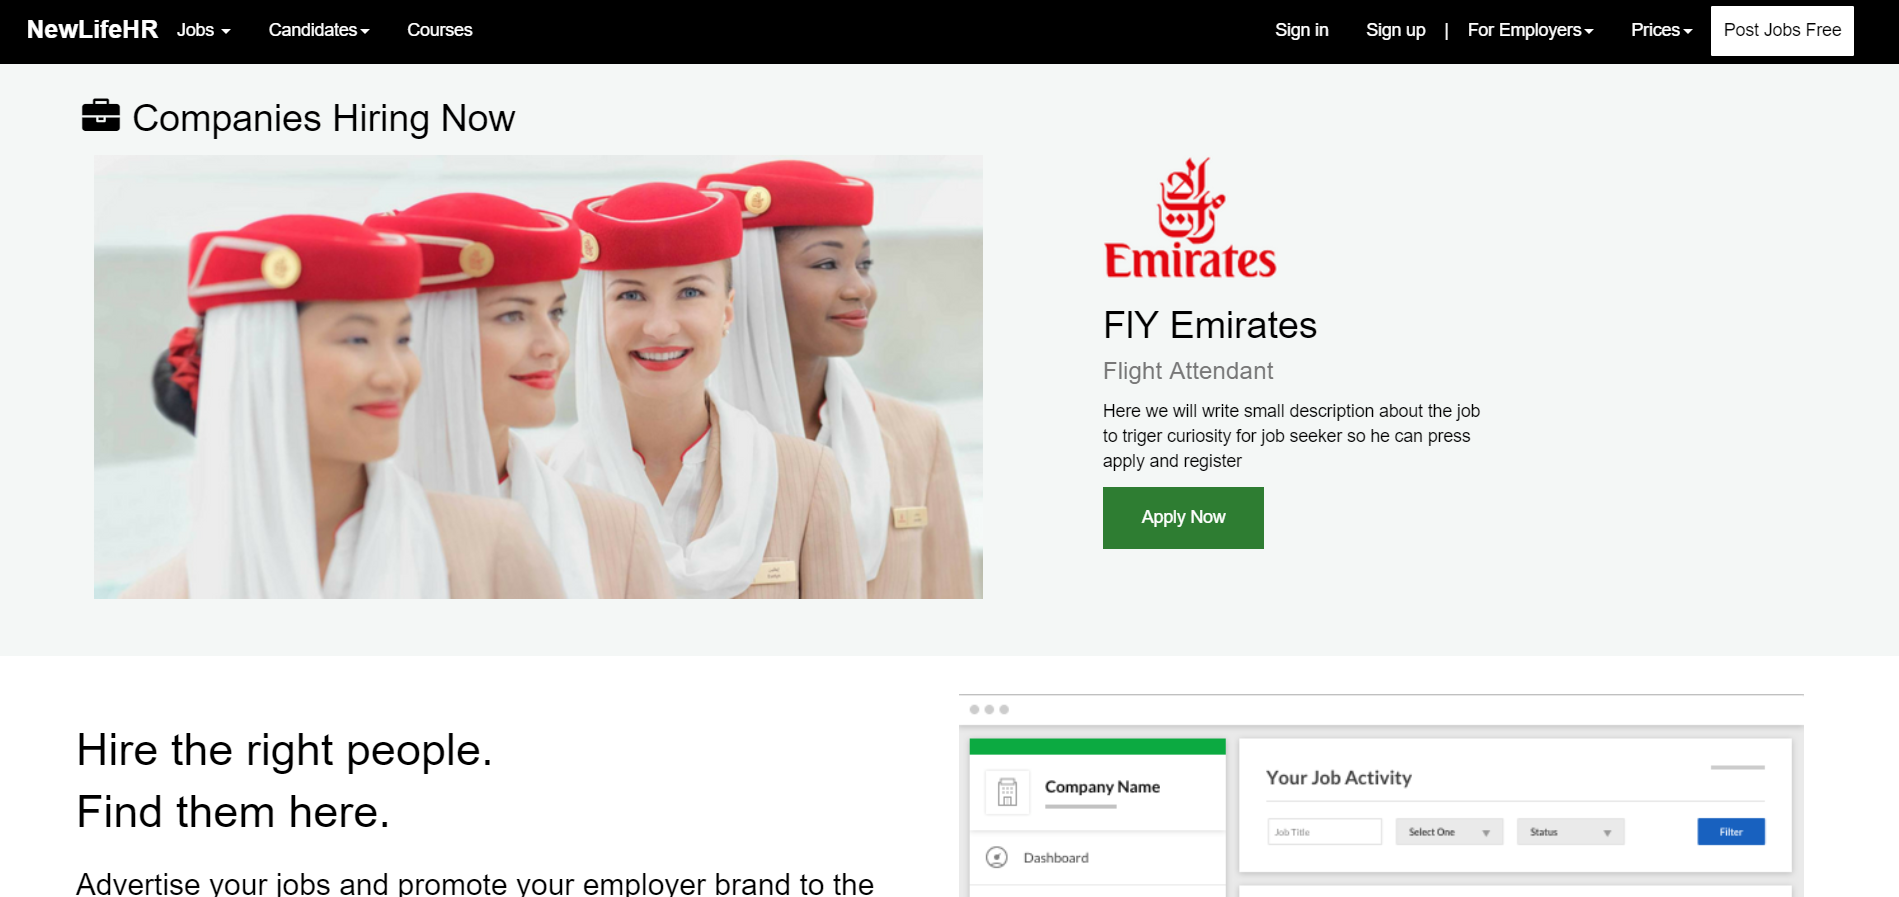 NewLifeHR Jobs Candidates Courses Sign in Sign up | For Employers Prices Post Jobs Free
Companies Hiring Now
Emirates
FlY Emirates
Flight Attendant
Here we will write small description about the job
to triger curiosity for job seeker so he can press
apply and register
Apply Now
Hire the right people.
Find them here.
Advertise your jobs and promote your employer brand to the
Company Name
Dashboard
Your Job Activity
Job Title Select One Status Filter